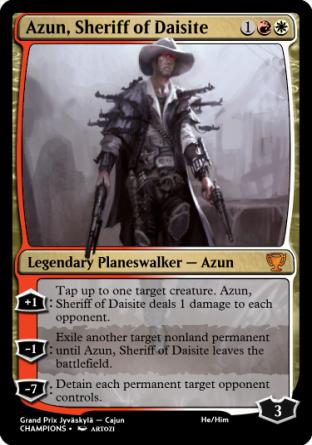 Azun, Sheriff of Daisite 1
Legendary Planeswalker — Azun
+1: Tap up to one target creature. Azun,
Sheriff of Daisite deals 1 damage to each
opponent.
-1: Exile another target nonland permanent
until Azun, Sheriff of Daisite leaves the
battlefield.
-7: Detain each permanent target opponent
controls.
3
Grand Prix Jyväskylä — Cajun He/Him
CHAMPIONS • ARTOZI